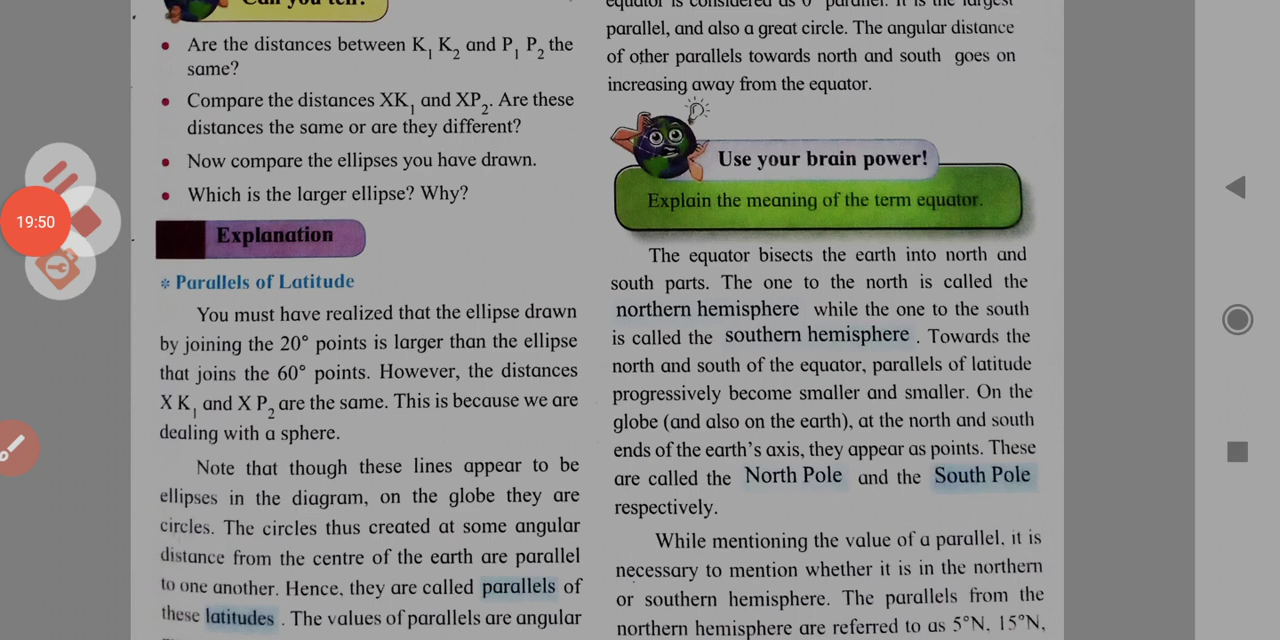 Can you tell?
• Are the distances between K1 K2 and P1 P2 the
same?
• Compare the distances XK1 and XP2. Are these
distances the same or are they different?
• Now compare the ellipses you have drawn.
• Which is the larger ellipse? Why?
Explanation
* Parallels of Latitude
You must have realized that the ellipse drawn
by joining the 20° points is larger than the ellipse
that joins the 60° points. However, the distances
X K1 and X P2 are the same. This is because we are
dealing with a sphere.
Note that though these lines appear to be
ellipses in the diagram, on the globe they are
circles. The circles thus created at some angular
distance from the centre of the earth are parallel
to one another. Hence, they are called parallels of
these latitudes . The values of parallels are angular
equator is considered as 0° parallel. It is the largest
parallel, and also a great circle. The angular distance
of other parallels towards north and south goes on
increasing away from the equator.
Use your brain power!
Explain the meaning of the term equator.
The equator bisects the earth into north and
south parts. The one to the north is called the
northern hemisphere while the one to the south
is called the southern hemisphere . Towards the
north and south of the equator, parallels of latitude
progressively become smaller and smaller. On the
globe (and also on the earth), at the north and south
ends of the earth's axis, they appear as points. These
are called the North Pole and the South Pole
respectively.
While mentioning the value of a parallel, it is
necessary to mention whether it is in the northern
or southern hemisphere. The parallels from the
northern hemisphere are referred to as 5°N, 15°N,
19:50